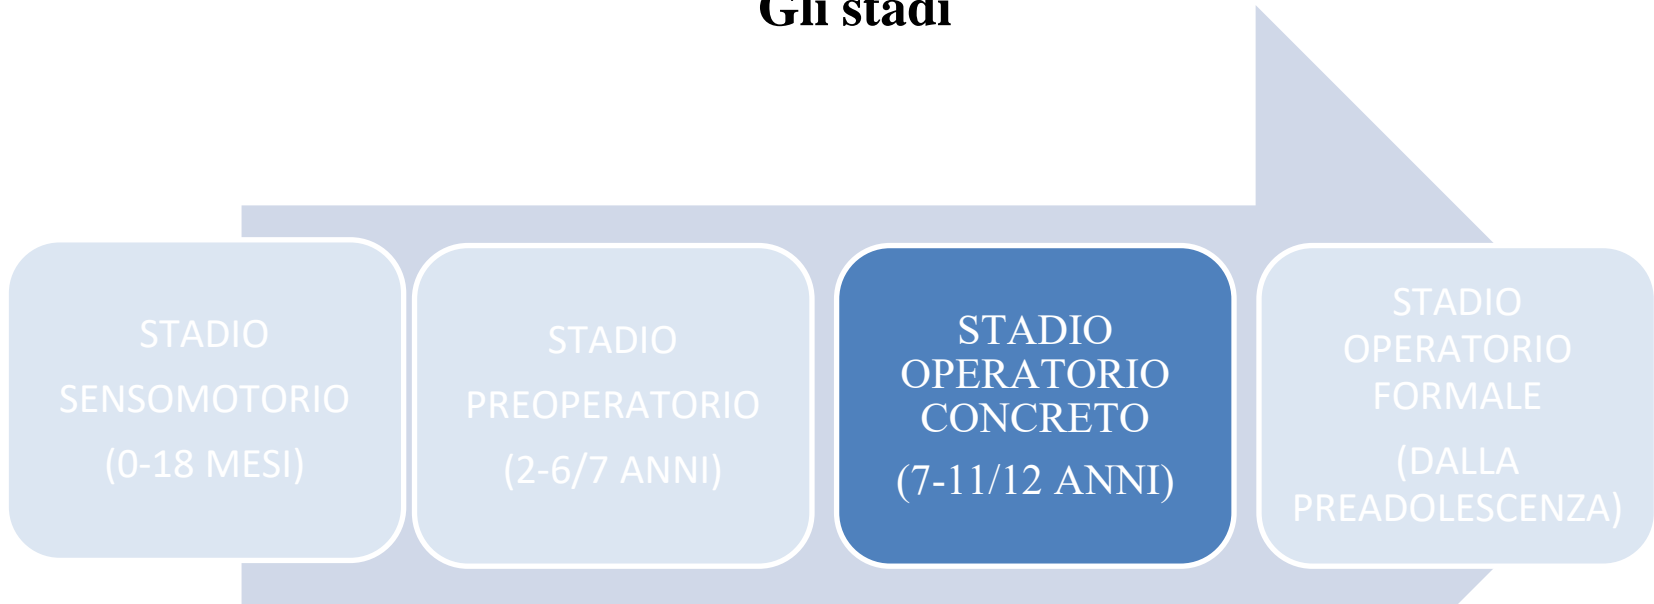 Gli stadi
STADIO
SENSOMOTORIO
(0-18 MESI)
STADIO
PREOPERATORIO
(2-6/7 ANNI)
STADIO
OPERATORIO
CONCRETO
(7-11/12 ANNI)
STADIO
OPERATORIO
FORMALE
(DALLA
PREADOLESCENZA)